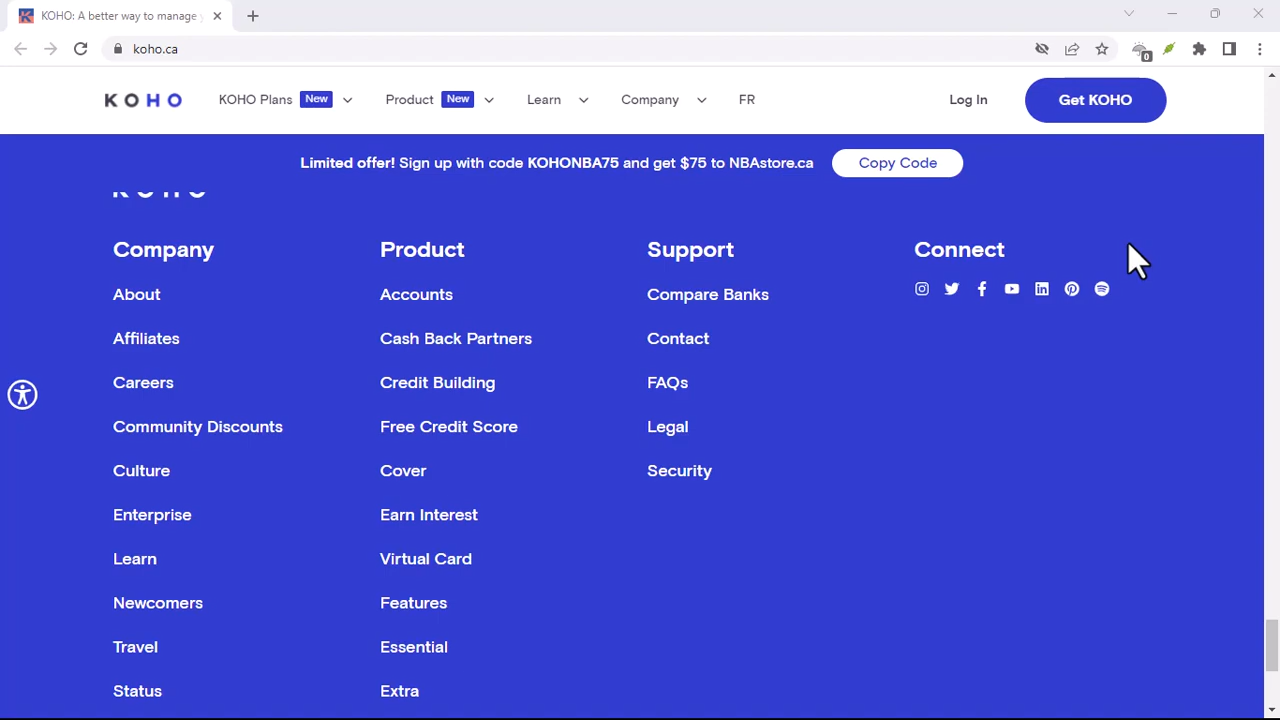 KOHO: A better way to manage
koho.ca
0
KOHO
KOHO Plans New
Product New
Learn
Company
FR
Log In
Get KOHO
Limited offer! Sign up with code KOHONBA75 and get $75 to NBAstore.ca
Copy Code
KOHO
Company
About
Affiliates
Careers
Community Discounts
Culture
Enterprise
Learn
Newcomers
Travel
Status
Product
Accounts
Cash Back Partners
Credit Building
Free Credit Score
Cover
Earn Interest
Virtual Card
Features
Essential
Extra
Support
Compare Banks
Contact
FAQs
Legal
Security
Connect